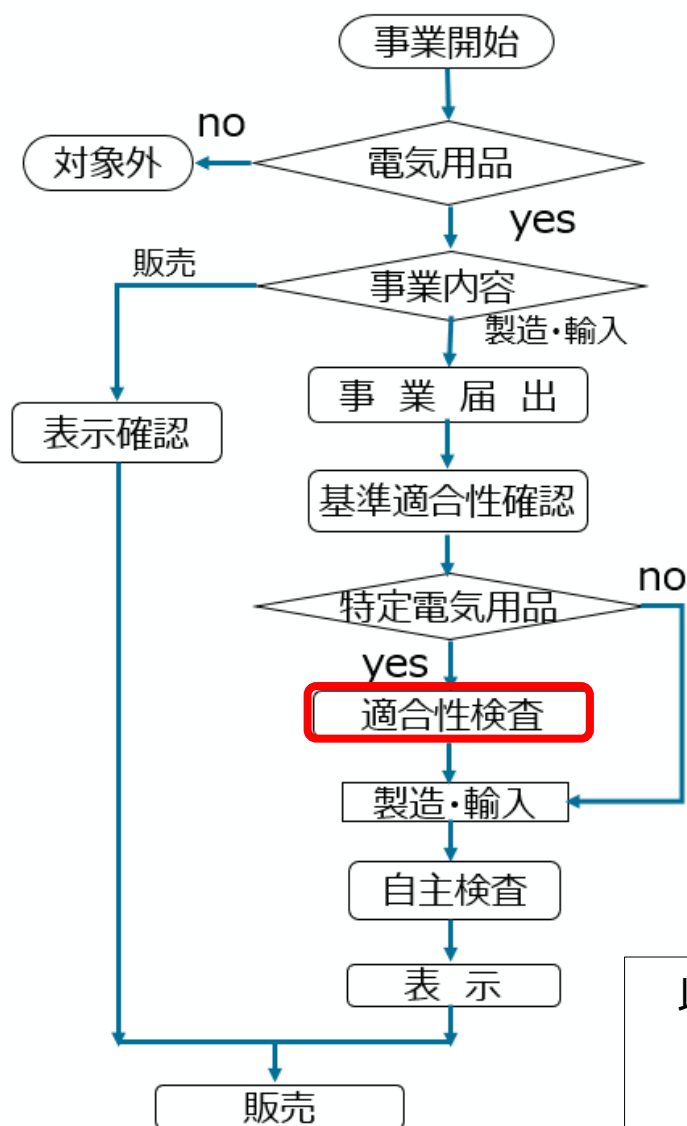 事業開始
no
対象外
電気用品
yes
販売
事業内容
製造・輸入
事 業 届 出
表示確認
基準適合性確認
no
特定電気用品
yes
適合性検査
製造・輸入
自主検査
表 示
販売